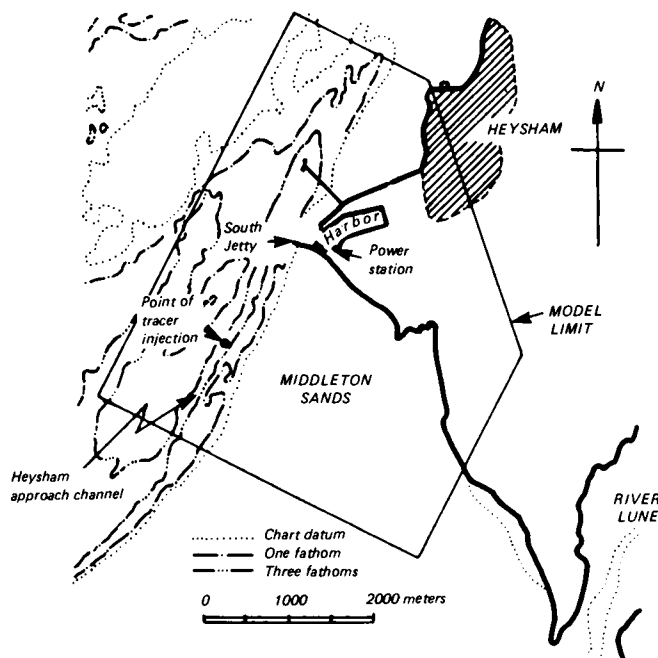 N
HEYSHAM
South
Jetty
Harbor
Power
station
Point of
tracer
injection
MODEL
LIMIT
MIDDLETON
SANDS
Heysham
approach channel
RIVER
LUNE
Chart datum
One fathom
Three fathoms
0 1000 2000 meters